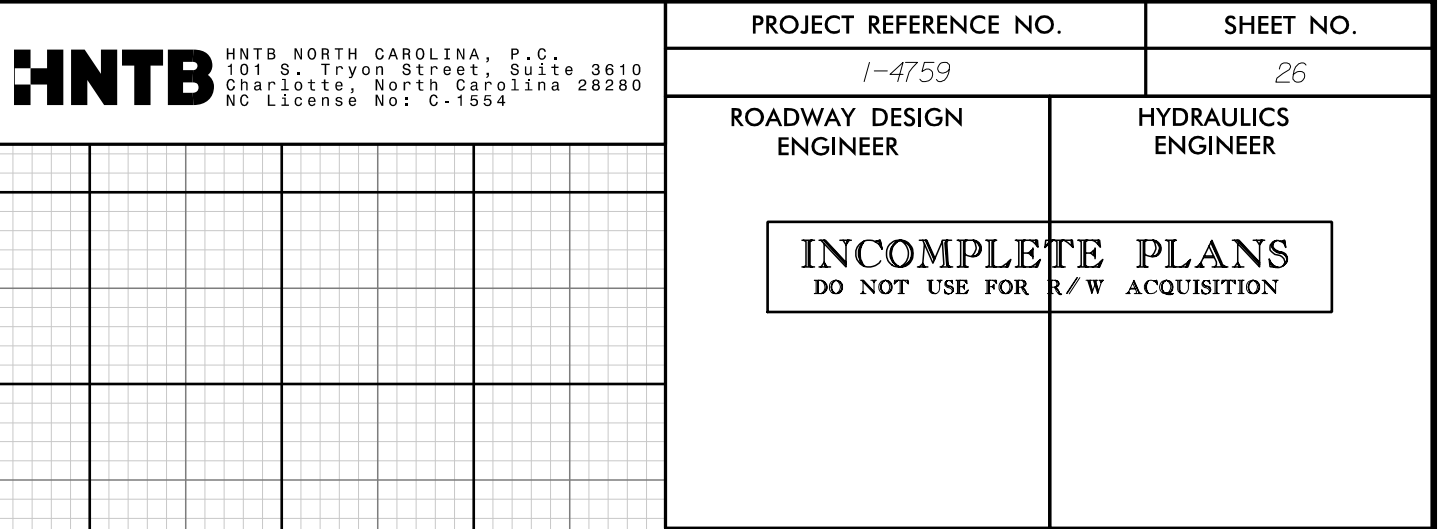 HNTB
HNTB NORTH CAROLINA, P.C.
101 S. Tryon Street, Suite 3610
Charlotte, North Carolina 28280
NC License No: C-1554
PROJECT REFERENCE NO.
SHEET NO.
I-4759
26
ROADWAY DESIGN
ENGINEER
HYDRAULICS
ENGINEER
INCOMPLETE PLANS
DO NOT USE FOR R/W ACQUISITION